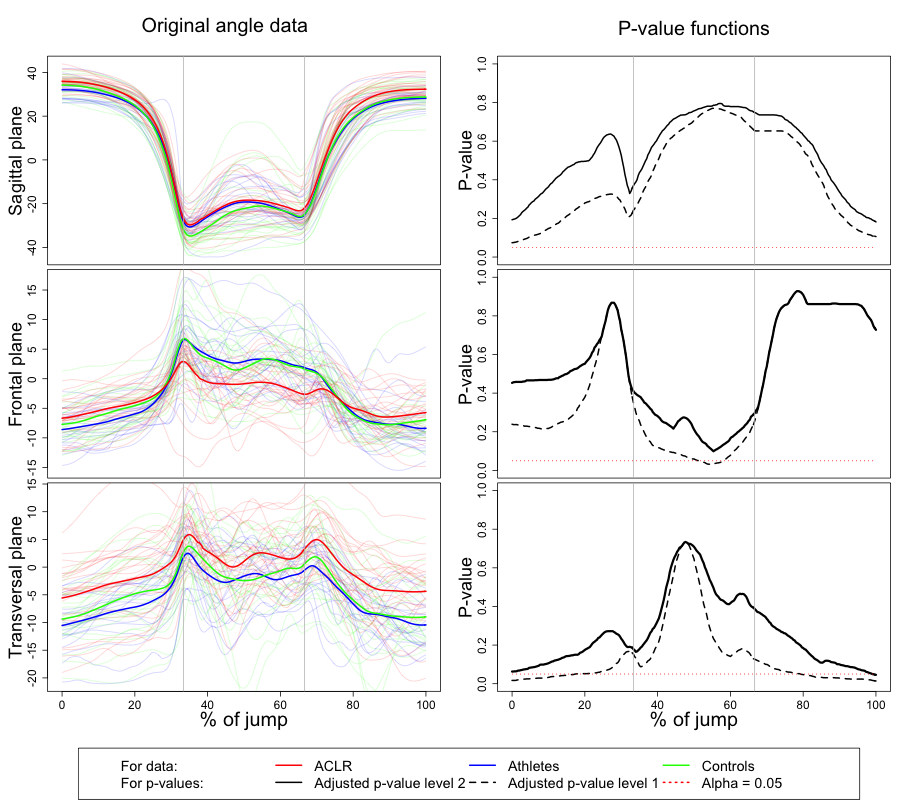 Original angle data
P-value functions
Sagittal plane
40
20
0
-20
40
P-value
1.0
0.8
0.6
0.4
0.2
0.0
Frontal plane
15
10
5
0
-5
-10
-15
P-value
1.0
0.8
0.6
0.4
0.2
0.0
Transversal plane
15
10
5
0
-5
-10
-15
-20
P-value
1.0
0.8
0.6
0.4
0.2
0.0
0 20 40 60 80 100
0 20 40 60 80 100
% of jump
% of jump
For data: ACLR Athletes Controls
For p-values: Adjusted p-value level 2 Adjusted p-value level 1 Alpha = 0.05